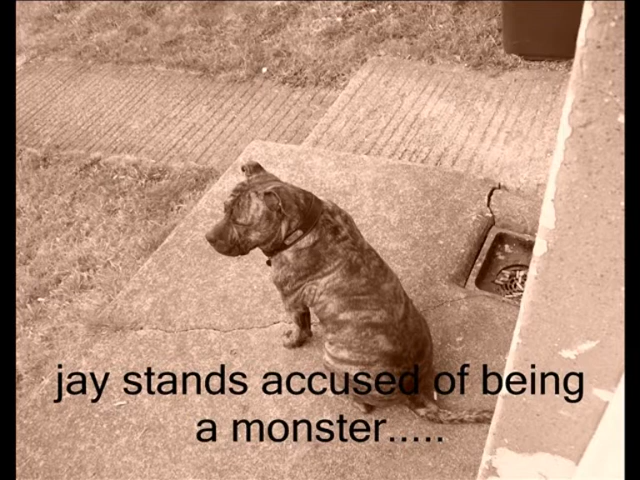 jay stands accused of being
a monster.....